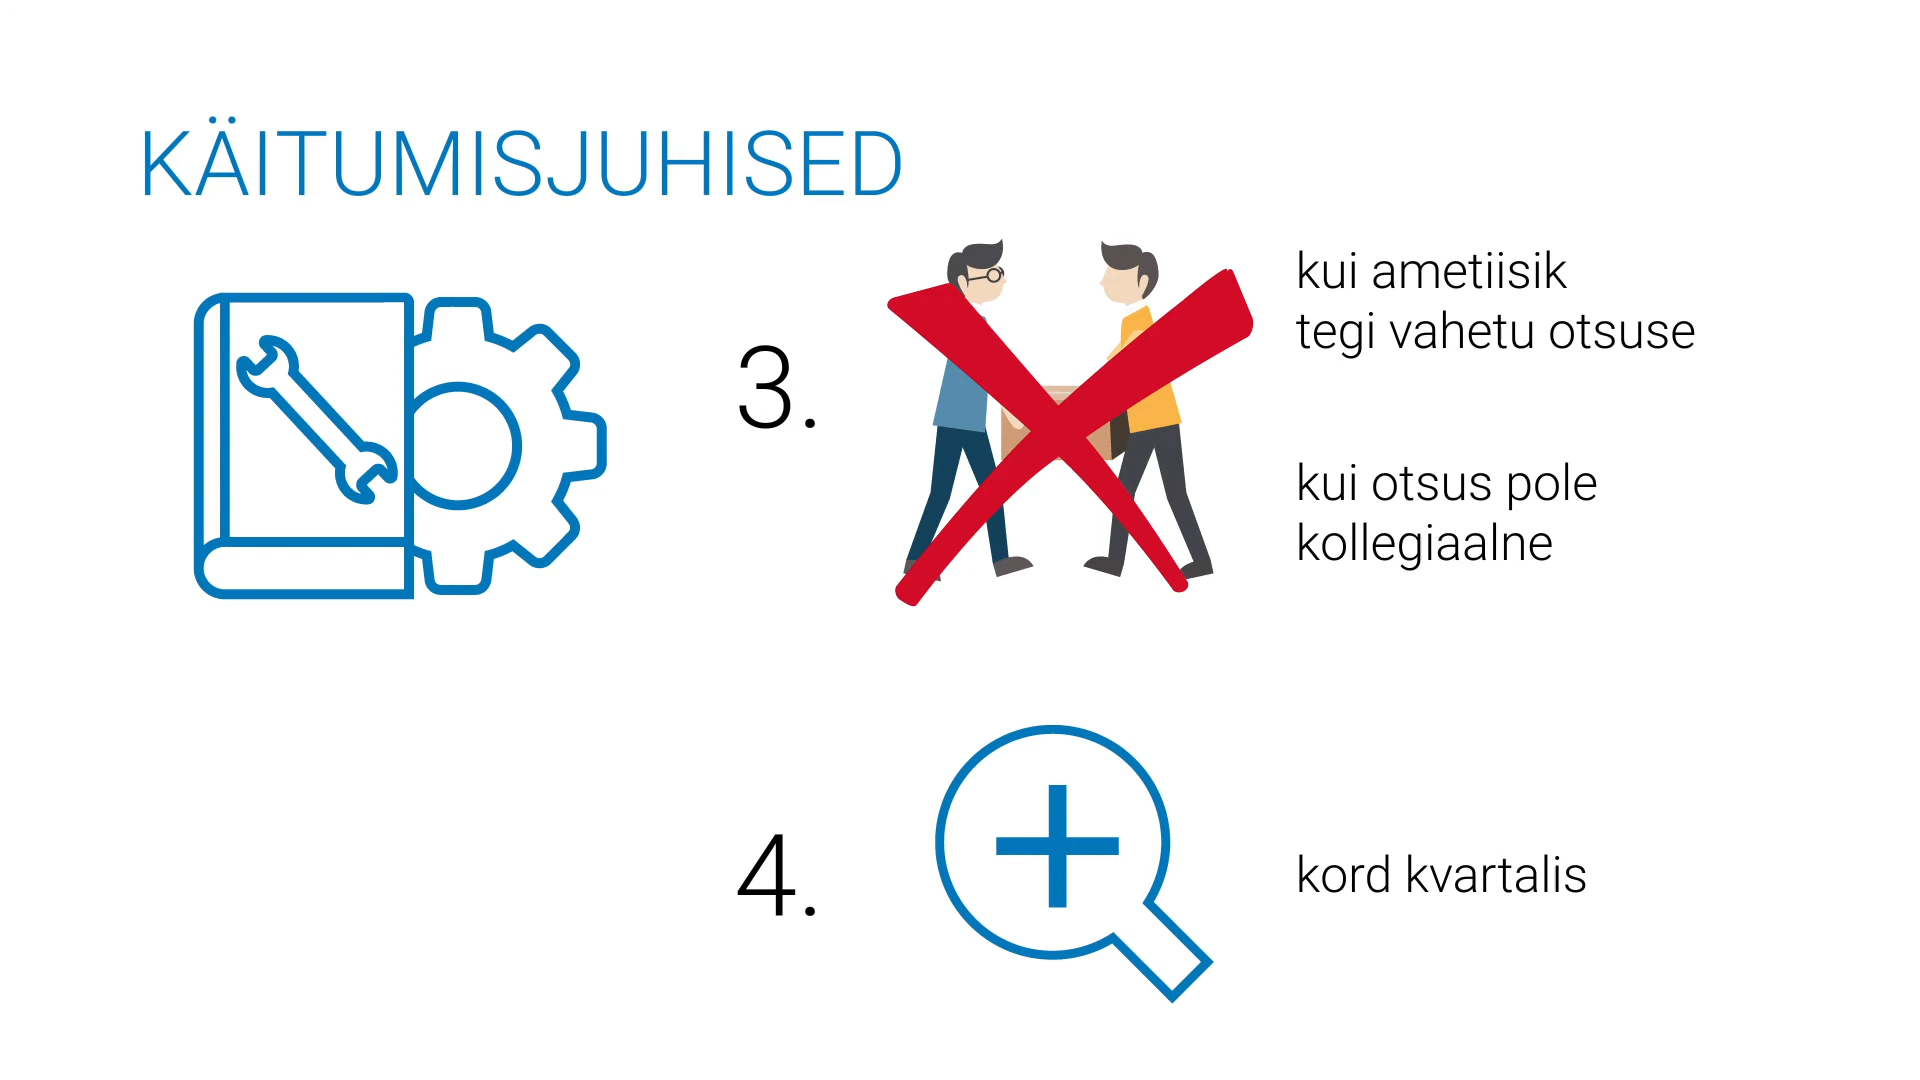 KÄITUMISJUHISED
3.
kui ametiisik
tegi vahetu otsuse
kui otsus pole
kollegiaalne
4.
kord kvartalis